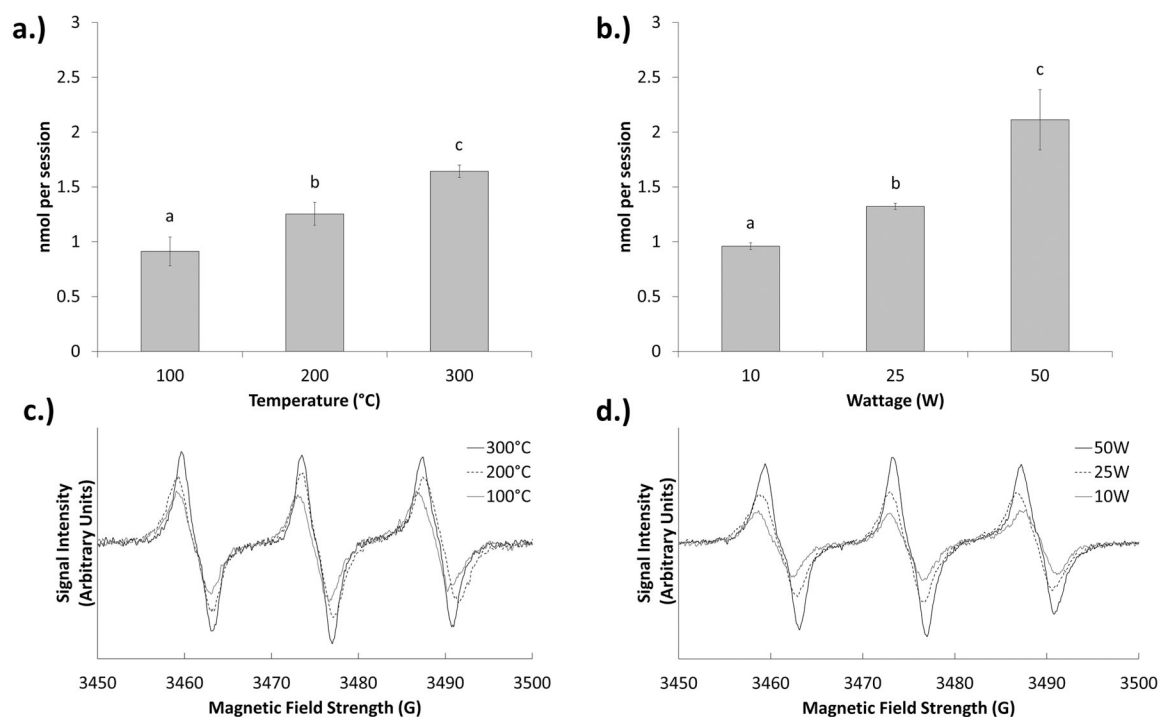 a.)
3
2.5
2
1.5
1
0.5
0
nmol per session
a
b
c
100 200 300
Temperature (°C)
b.)
3
2.5
2
1.5
1
0.5
0
nmol per session
a
b
c
10 25 50
Wattage (W)
c.)
300°C
200°C
100°C
Signal Intensity
(Arbitrary Units)
3450 3460 3470 3480 3490 3500
Magnetic Field Strength (G)
d.)
50W
25W
10W
Signal Intensity
(Arbitrary Units)
3450 3460 3470 3480 3490 3500
Magnetic Field Strength (G)